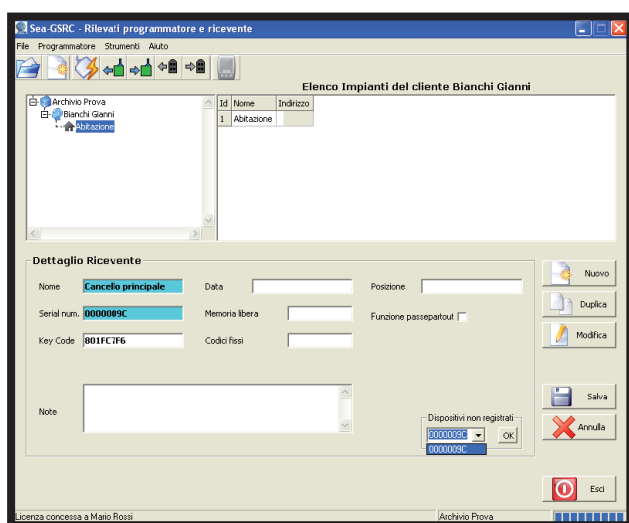 Sea-GSRC - Rilevati programmatore e ricevente
File Programmatore Strumenti Aiuto
Elenco Impianti del cliente Bianchi Gianni
Archivio Prova
Bianchi Gianni
Abitazione
Id Nome Indirizzo
1 Abitazione
Dettaglio Ricevente
Nome Cancello principale Data Posizione
Serial num. 0000009C Memoria libera Funzione passepartout
Key Code 801FC7F6 Codici fissi
Note
Dispositivi non registrati
0000009C OK
0000009C
Nuovo
Duplica
Modifica
Salva
Annulla
Esci
Licenza concessa a Mario Rossi Archivio Prova